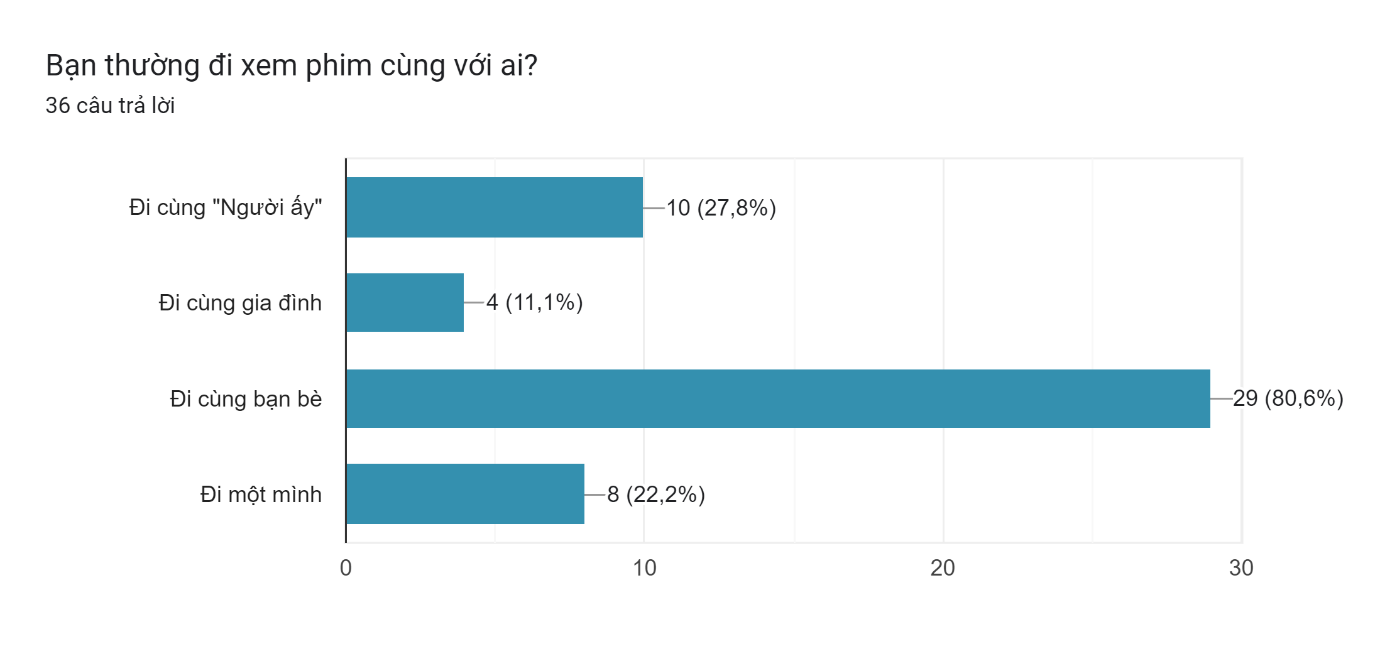 Bạn thường đi xem phim cùng với ai?
36 câu trả lời
Đi cùng "Người ấy"
10 (27,8%)
Đi cùng gia đình
4 (11,1%)
Đi cùng bạn bè
29 (80,6%)
Đi một mình
8 (22,2%)
0
10
20
30